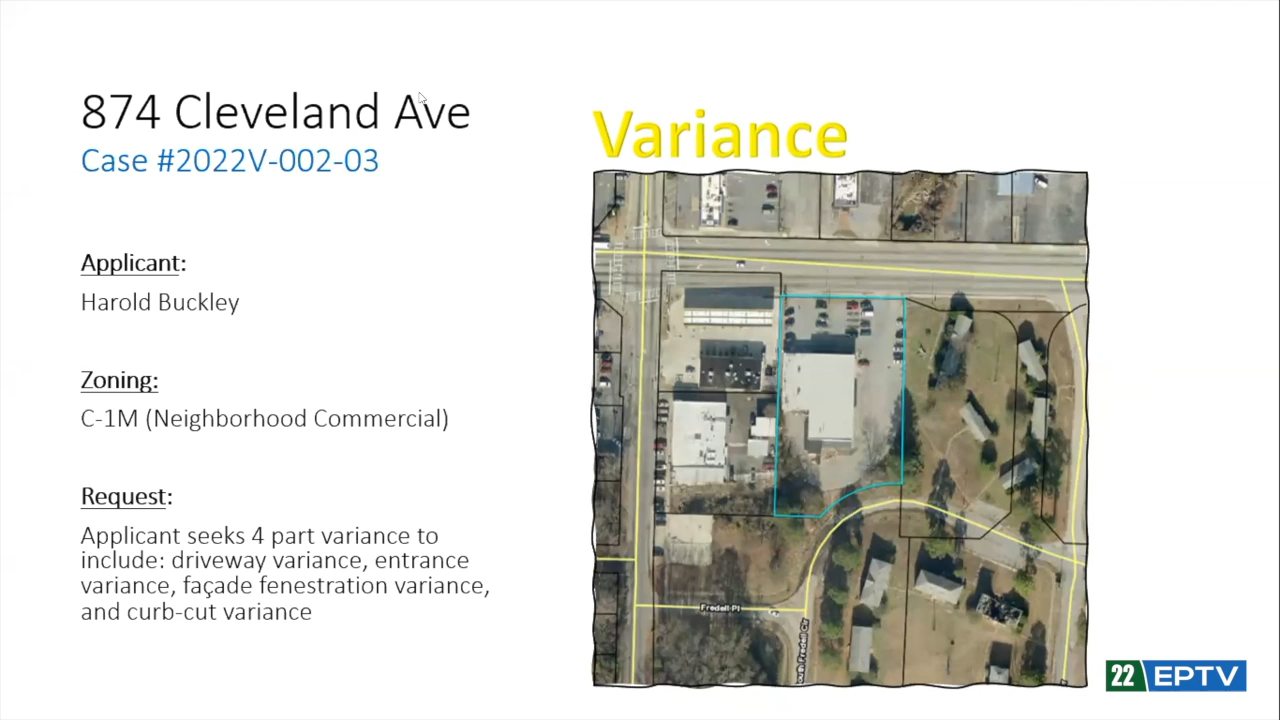 874 Cleveland Ave
Case #2022V-002-03
Variance
Applicant:
Harold Buckley
Zoning:
C-1M (Neighborhood Commercial)
Request:
Applicant seeks 4 part variance to
include: driveway variance, entrance
variance, façade fenestration variance,
and curb-cut variance
Fredell Pl
Fredell Cir
22 EPTV